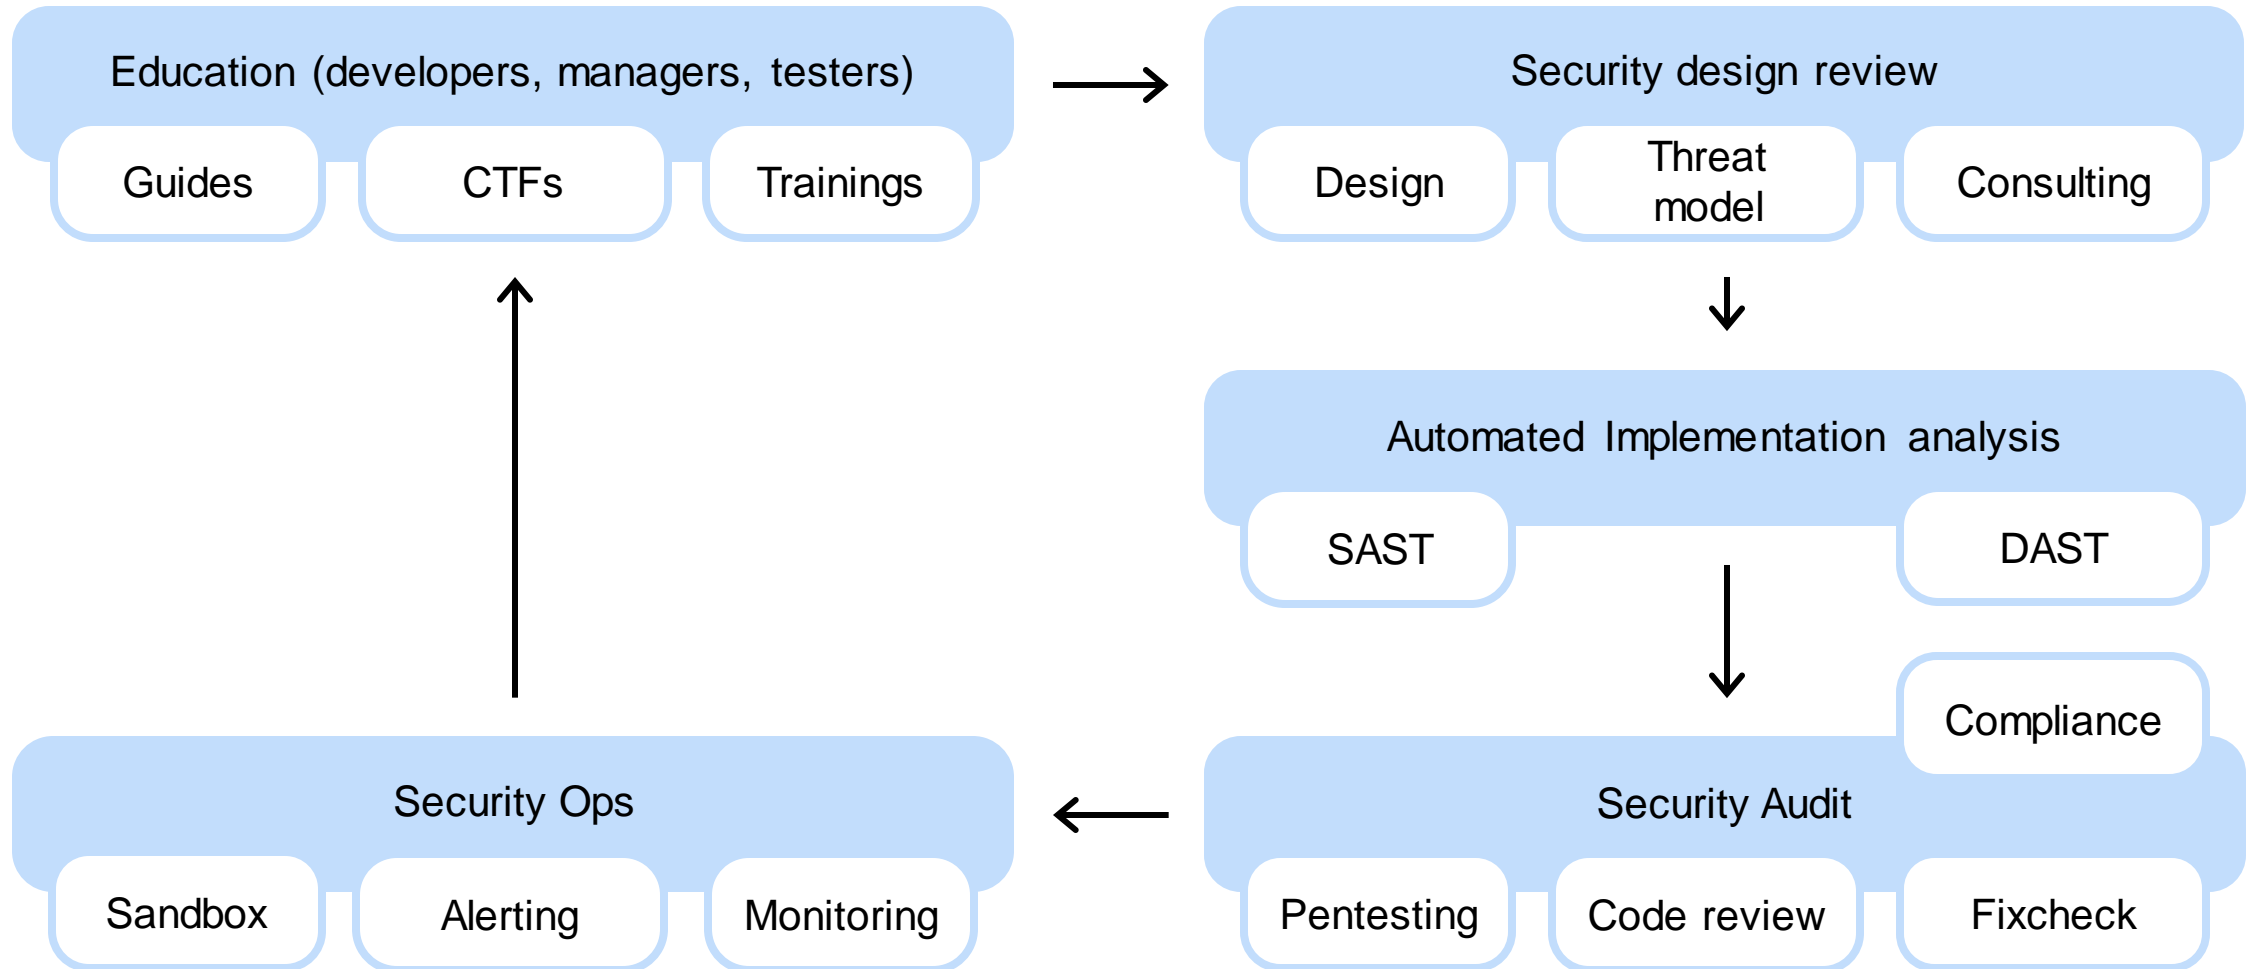 Education (developers, managers, testers)
Guides
CTFs
Trainings
Security design review
Design
Threat
model
Consulting
Automated Implementation analysis
SAST
DAST
Compliance
Security Audit
Pentesting
Code review
Fixcheck
Security Ops
Sandbox
Alerting
Monitoring